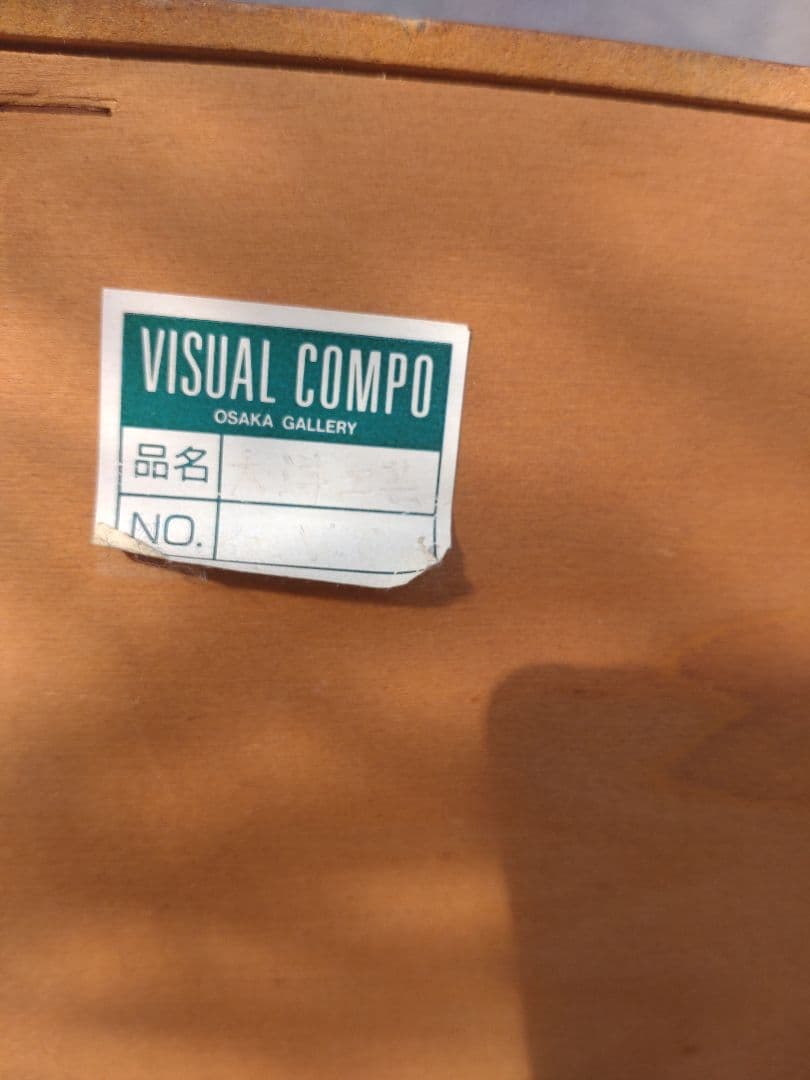 VISUAL COMPO
OSAKA GALLERY
品名
NO.